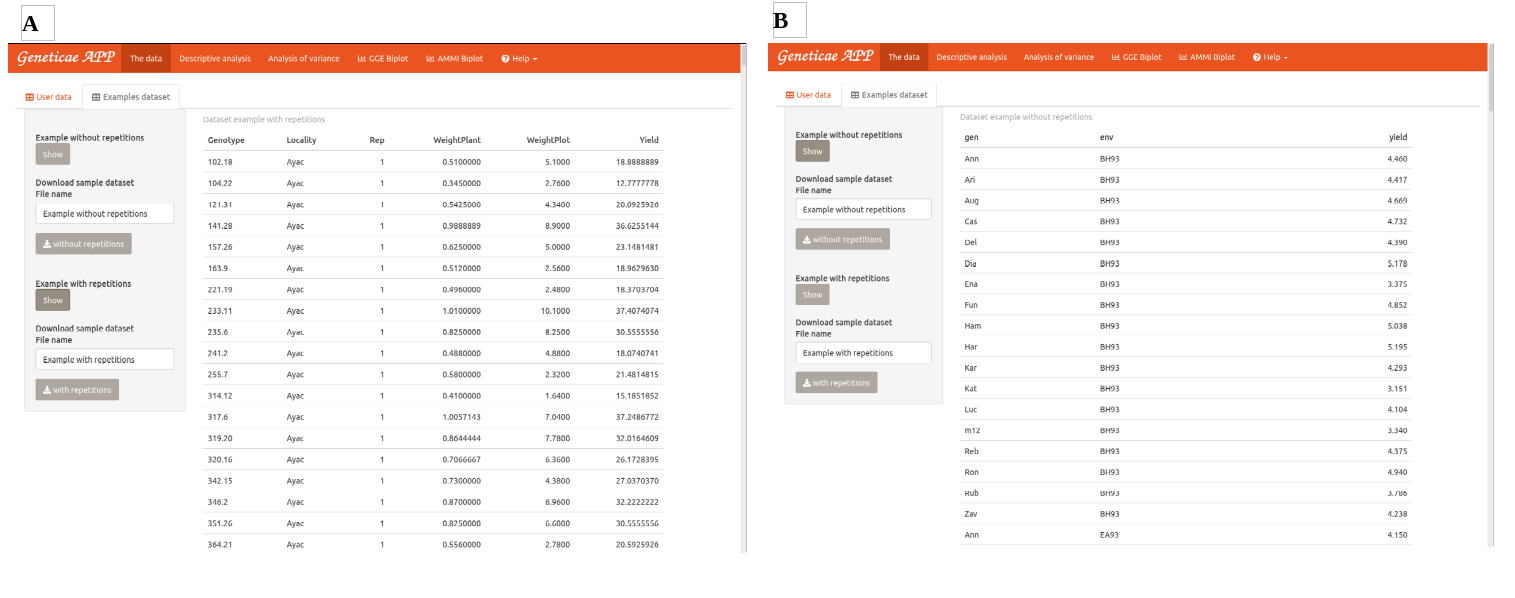 A
Geneticae APP The data Descriptive analysis Analysis of variance GGE Biplot AMMI Biplot Help
User data Examples dataset
Example without repetitions
Show
Download sample dataset
File name
Example without repetitions
without repetitions
Example with repetitions
Show
Download sample dataset
File name
Example with repetitions
with repetitions
Dataset example with repetitions
Genotype Locality Rep WeightPlant WeightPlot Yield
102.18 Ayac 1 0.5100000 5.1000 18.8888889
104.22 Ayac 1 0.3450000 2.7600 12.7777778
121.31 Ayac 1 0.5425000 4.3400 20.0925926
141.28 Ayac 1 0.9888889 8.9000 36.6255144
157.26 Ayac 1 0.6250000 5.0000 23.1481481
163.9 Ayac 1 0.5120000 2.5600 18.9629630
221.19 Ayac 1 0.4960000 2.4800 18.3703704
233.11 Ayac 1 1.0100000 10.1000 37.4074074
235.6 Ayac 1 0.8250000 8.2500 30.5555556
241.2 Ayac 1 0.4880000 4.8800 18.0740741
255.7 Ayac 1 0.5800000 2.3200 21.4814815
314.12 Ayac 1 0.4100000 1.6400 15.1851852
317.6 Ayac 1 1.0057143 7.0400 37.2486772
319.20 Ayac 1 0.8644444 7.7800 32.0164609
320.16 Ayac 1 0.7066667 6.3600 26.1728395
342.15 Ayac 1 0.7300000 4.3800 27.0370370
346.2 Ayac 1 0.8700000 6.9600 32.2222222
351.26 Ayac 1 0.8250000 6.6000 30.5555556
364.21 Ayac 1 0.5560000 2.7800 20.5925926
B
Geneticae APP The data Descriptive analysis Analysis of variance GGE Biplot AMMI Biplot Help
User data Examples dataset
Example without repetitions
Show
Download sample dataset
File name
Example without repetitions
without repetitions
Example with repetitions
Show
Download sample dataset
File name
Example with repetitions
with repetitions
Dataset example without repetitions
gen env yield
Ann BH93 4.460
Ari BH93 4.417
Aug BH93 4.669
Cas BH93 4.732
Del BH93 4.390
Dia BH93 5.178
Ena BH93 3.375
Fun BH93 4.852
Ham BH93 5.038
Har BH93 5.195
Kar BH93 4.293
Kat BH93 3.151
Luc BH93 4.104
m12 BH93 3.340
Reb BH93 4.375
Ron BH93 4.940
Rub BH93 3.786
Zav BH93 4.238
Ann EA93 4.150